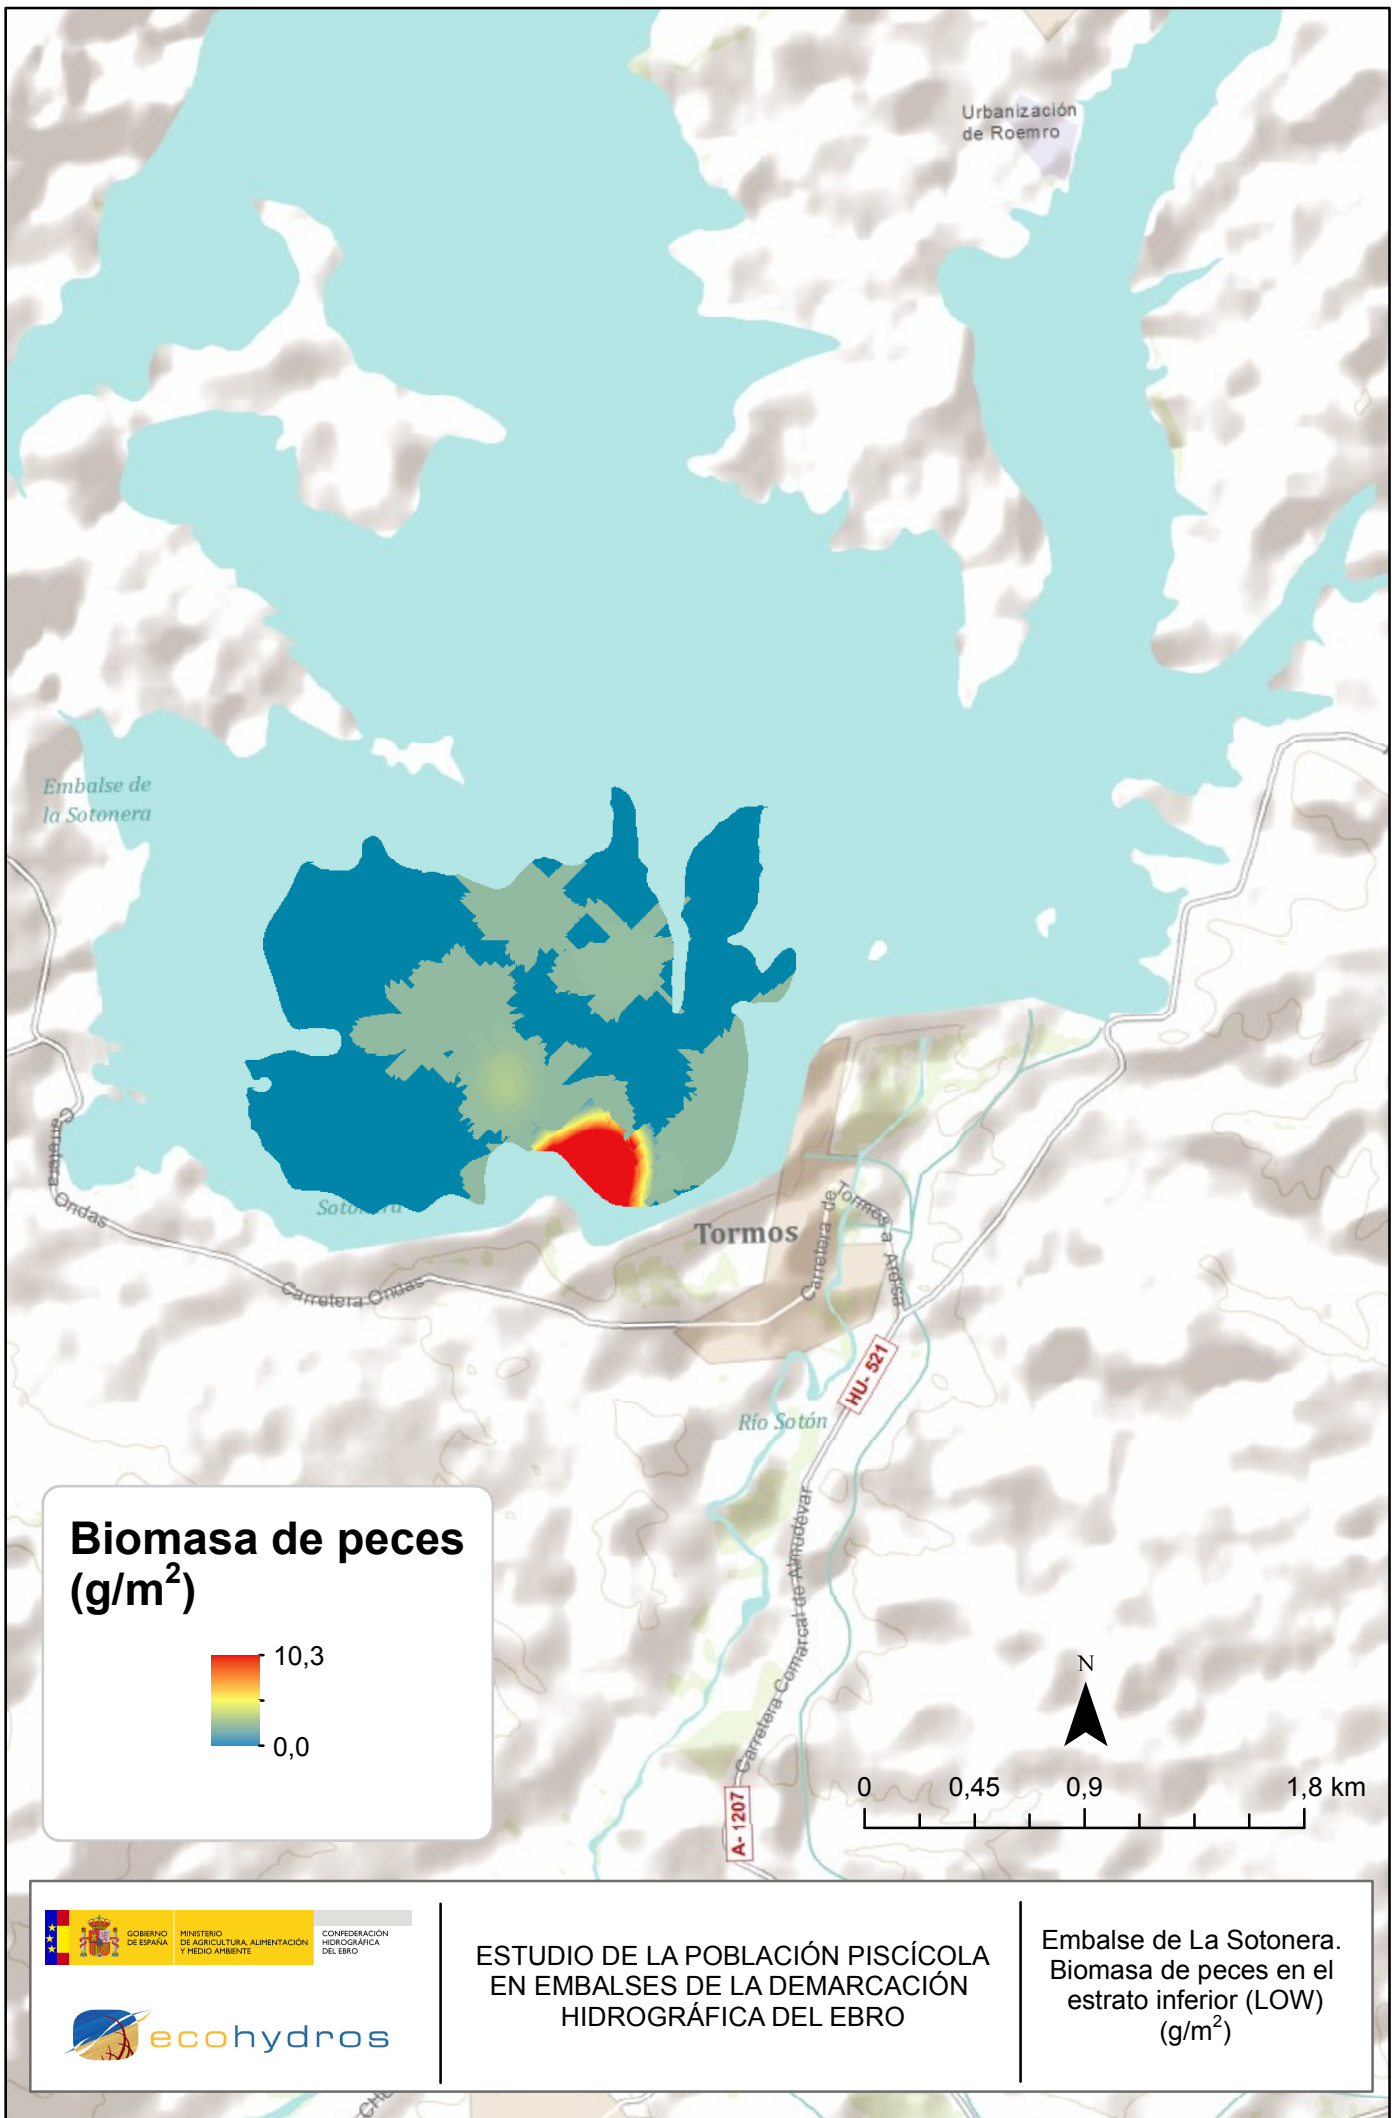 Urbanización
de Roemro
Embalse de
la Sotonera
Carretera Ondas
Carretera Ondas
Tormos
Carretera de
Tormos a Ardisa
HU- 521
Río Sotón
Carretera Comarcal de Almudévar
A- 1207
Biomasa de peces
(g/m²)
10,3
0,0
N
0 0,45 0,9 1,8 km
GOBIERNO
DE ESPAÑA
MINISTERIO
DE AGRICULTURA, ALIMENTACIÓN
Y MEDIO AMBIENTE
CONFEDERACIÓN
HIDROGRÁFICA
DEL EBRO
ecohydros
ESTUDIO DE LA POBLACIÓN PISCÍCOLA
EN EMBALSES DE LA DEMARCACIÓN
HIDROGRÁFICA DEL EBRO
Embalse de La Sotonera.
Biomasa de peces en el
estrato inferior (LOW)
(g/m²)